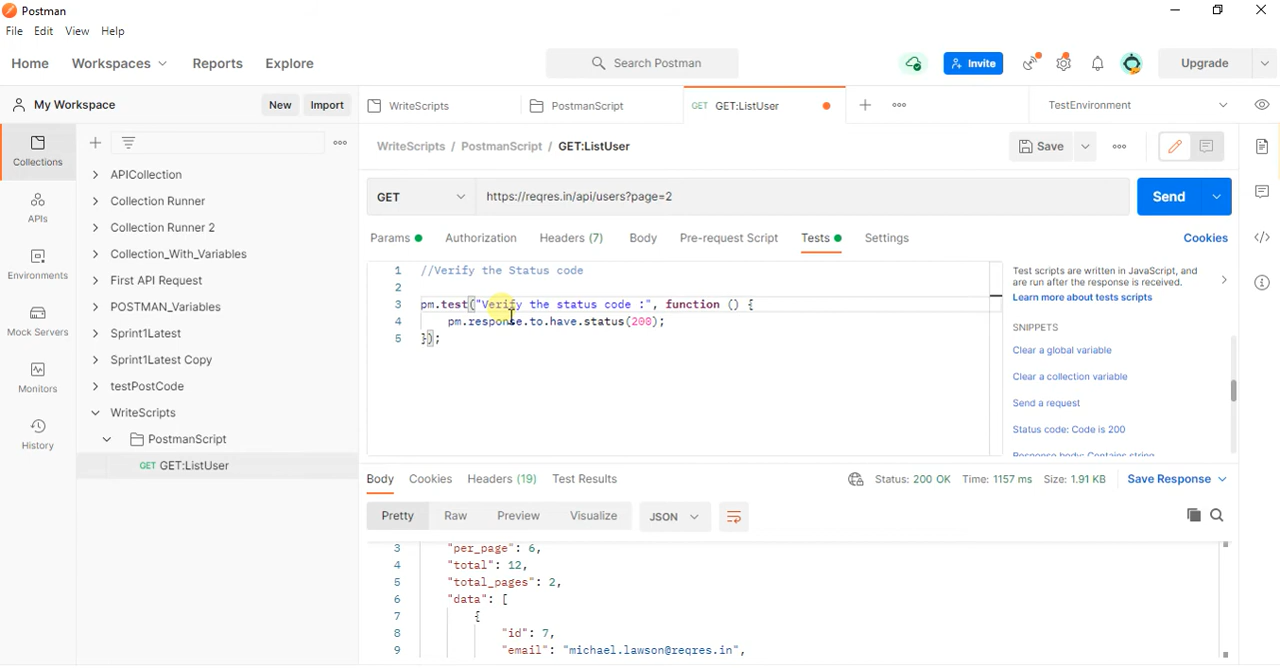 Postman
File Edit View Help
Home Workspaces Reports Explore Search Postman Invite Upgrade
My Workspace New Import WriteScripts PostmanScript GET GET:ListUser TestEnvironment
Collections
APIs
Environments
Mock Servers
Monitors
History
APICollection
Collection Runner
Collection Runner 2
Collection_With_Variables
First API Request
POSTMAN_Variables
Sprint1Latest
Sprint1Latest Copy
testPostCode
WriteScripts
PostmanScript
GET GET:ListUser
WriteScripts / PostmanScript / GET:ListUser Save
GET https://reqres.in/api/users?page=2 Send
Params Authorization Headers (7) Body Pre-request Script Tests Settings Cookies
1 //Verify the Status code
2
3 pm.test("Verify the status code :", function () {
4 pm.response.to.have.status(200);
5 });
Test scripts are written in JavaScript, and
are run after the response is received.
Learn more about tests scripts
SNIPPETS
Clear a global variable
Clear a collection variable
Send a request
Status code: Code is 200
Response body: Contains string
Body Cookies Headers (19) Test Results Status: 200 OK Time: 1157 ms Size: 1.91 KB Save Response
Pretty Raw Preview Visualize JSON
3 "per_page": 6,
4 "total": 12,
5 "total_pages": 2,
6 "data": [
7 {
8 "id": 7,
9 "email": "michael.lawson@reqres.in",